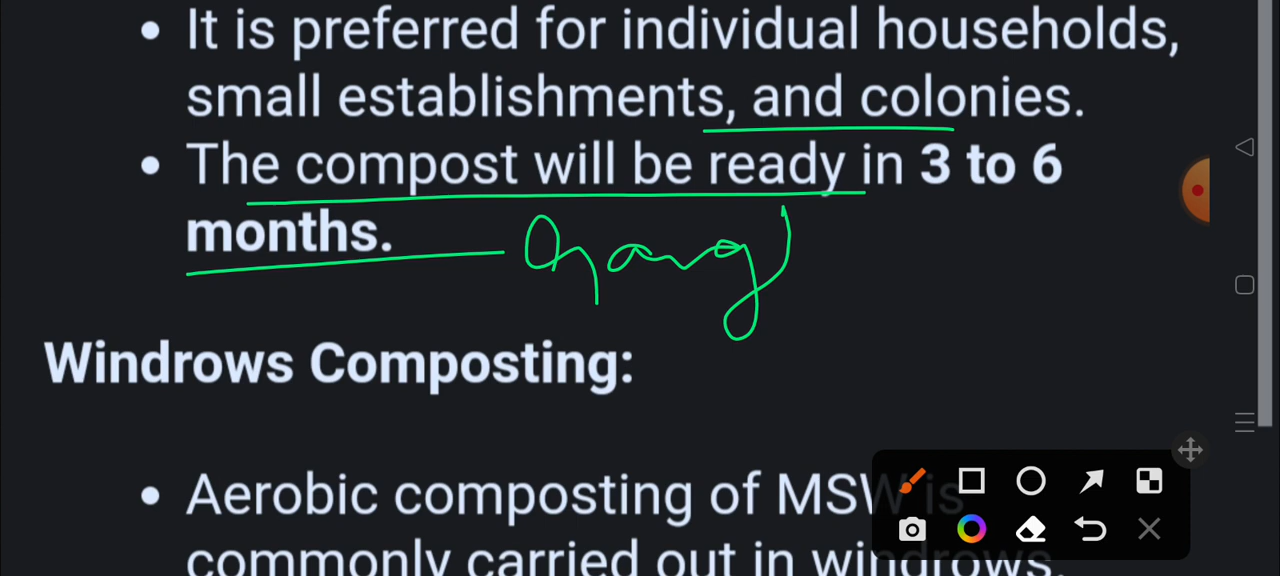 • It is preferred for individual households,
small establishments, and colonies.
• The compost will be ready in 3 to 6
months.
Windrows Composting:
• Aerobic composting of MSW is
commonly carried out in windrows.